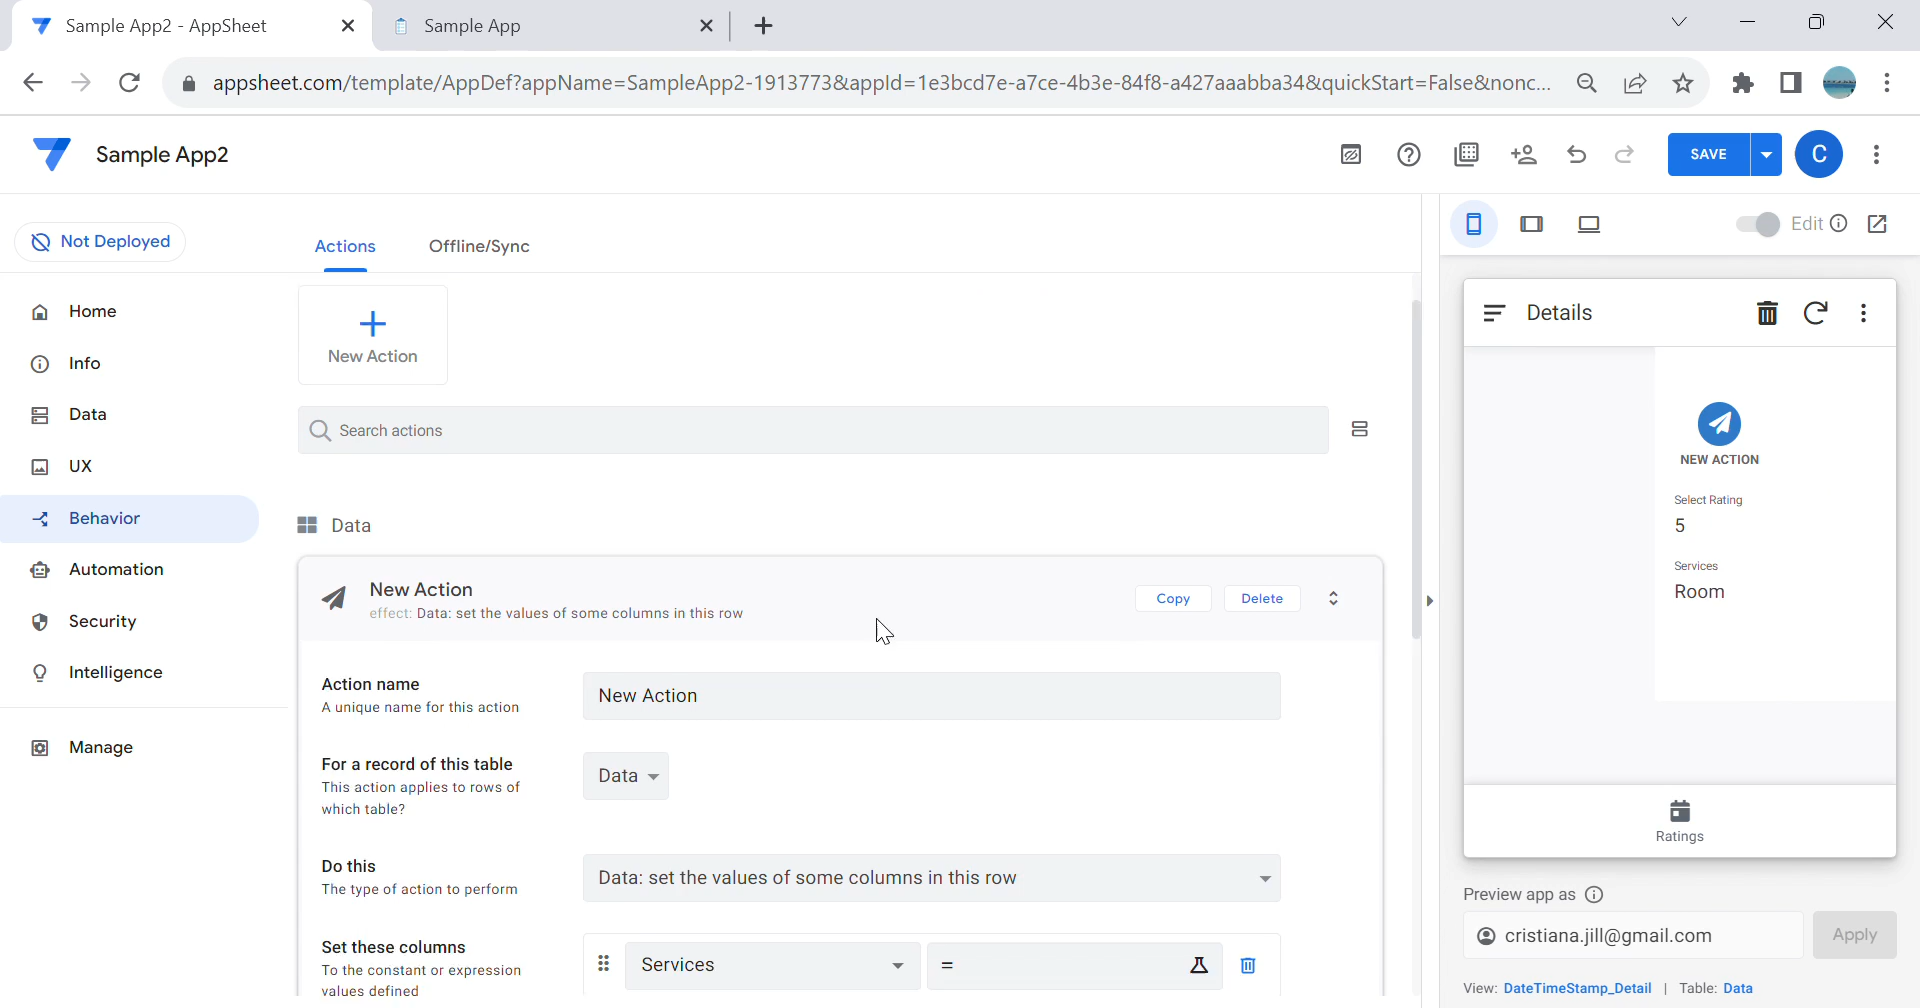 Sample App2 - AppSheet
Sample App
appsheet.com/template/AppDef?appName=SampleApp2-1913773&appId=1e3bcd7e-a7ce-4b3e-84f8-a427aaabba34&quickStart=False&nonc...
Sample App2
SAVE
C
Not Deployed
Actions
Offline/Sync
Edit
Home
Info
Data
UX
Behavior
Automation
Security
Intelligence
Manage
New Action
Search actions
Data
New Action
effect: Data: set the values of some columns in this row
Copy
Delete
Action name
A unique name for this action
New Action
For a record of this table
This action applies to rows of
which table?
Data
Do this
The type of action to perform
Data: set the values of some columns in this row
Set these columns
To the constant or expression
values defined
Services
=
Details
NEW ACTION
Select Rating
5
Services
Room
Ratings
Preview app as
cristiana.jill@gmail.com
Apply
View: DateTimeStamp_Detail | Table: Data